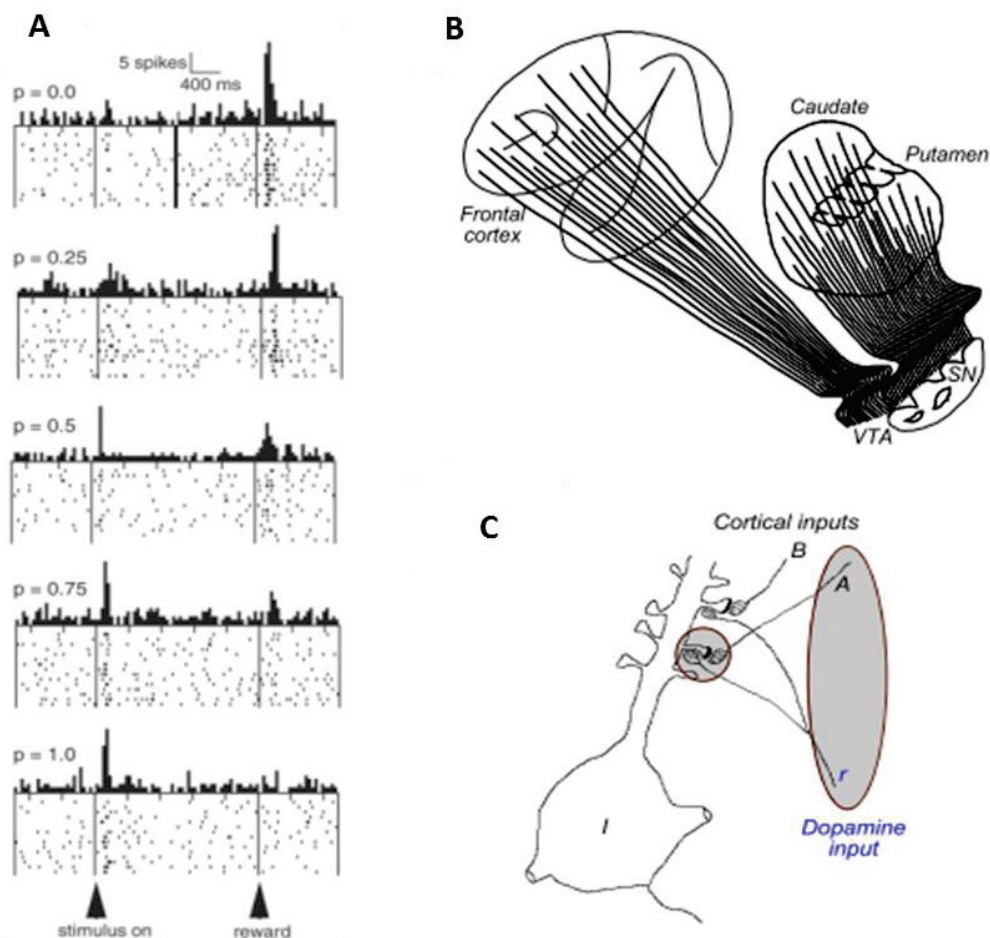 A
5 spikes
400 ms
p = 0.0
p = 0.25
p = 0.5
p = 0.75
p = 1.0
stimulus on
reward
B
Caudate
Putamen
Frontal
cortex
SN
VTA
C
Cortical inputs
B
A
I
r
Dopamine
input